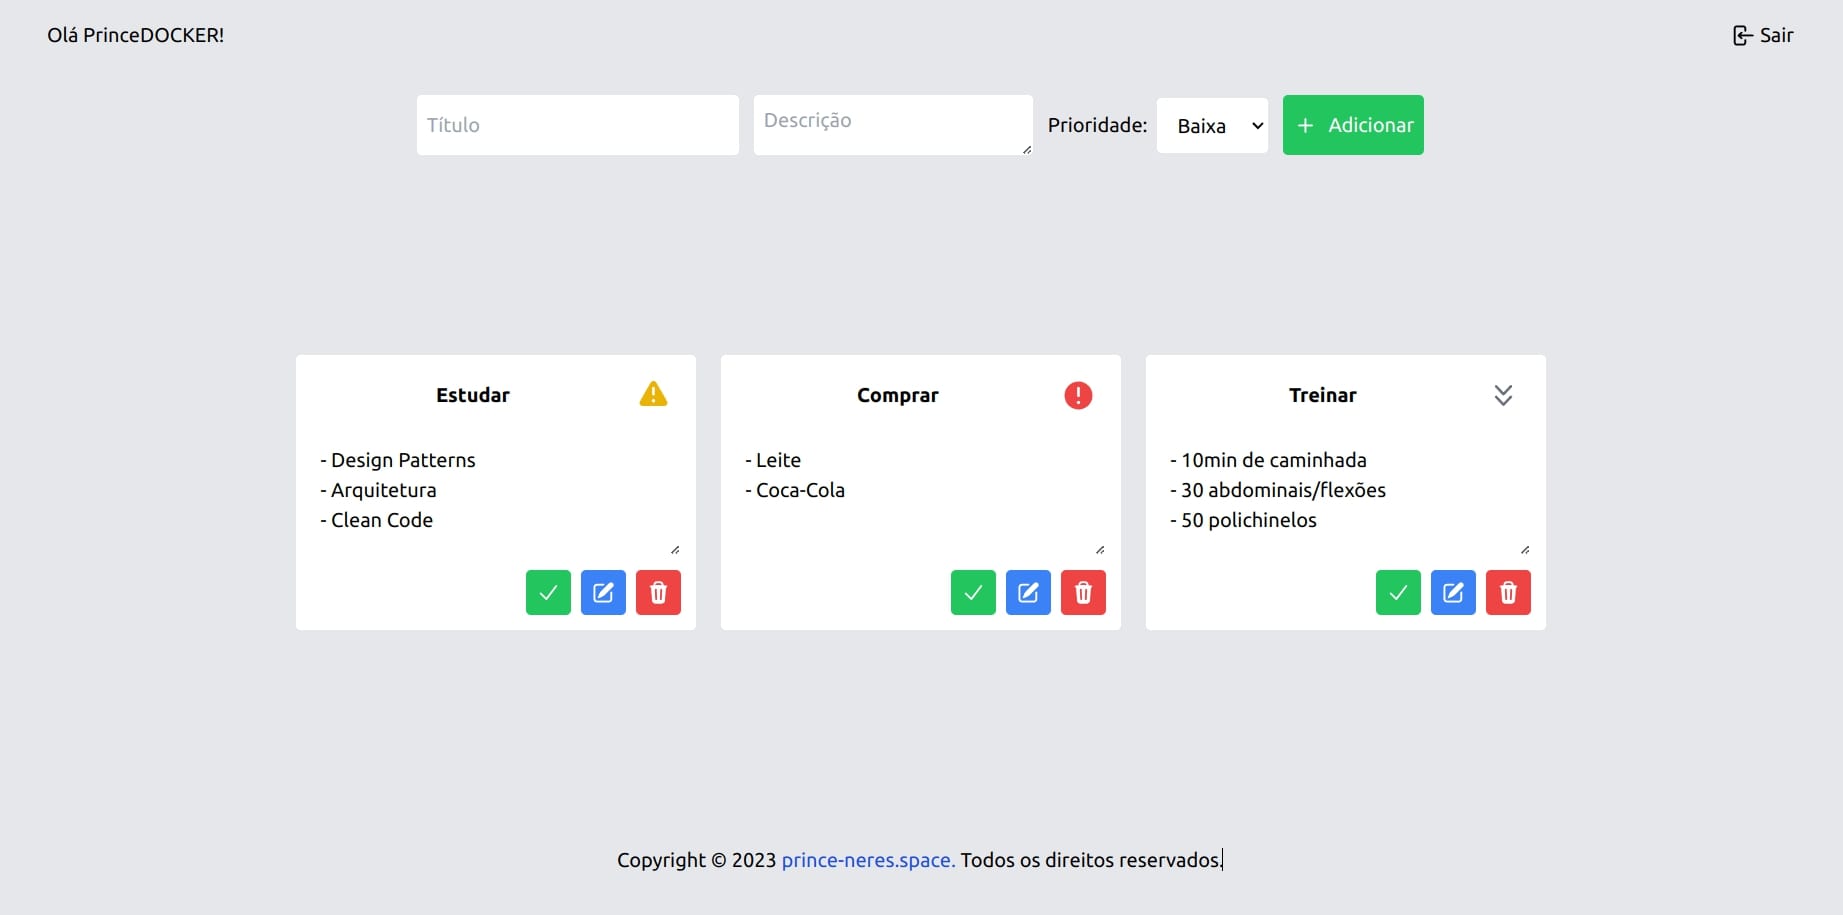 Olá PrinceDOCKER!
Sair
Título
Descrição
Prioridade:
Baixa
+ Adicionar
Estudar
- Design Patterns
- Arquitetura
- Clean Code
Comprar
- Leite
- Coca-Cola
Treinar
- 10min de caminhada
- 30 abdominais/flexões
- 50 polichinelos
Copyright © 2023 prince-neres.space. Todos os direitos reservados.